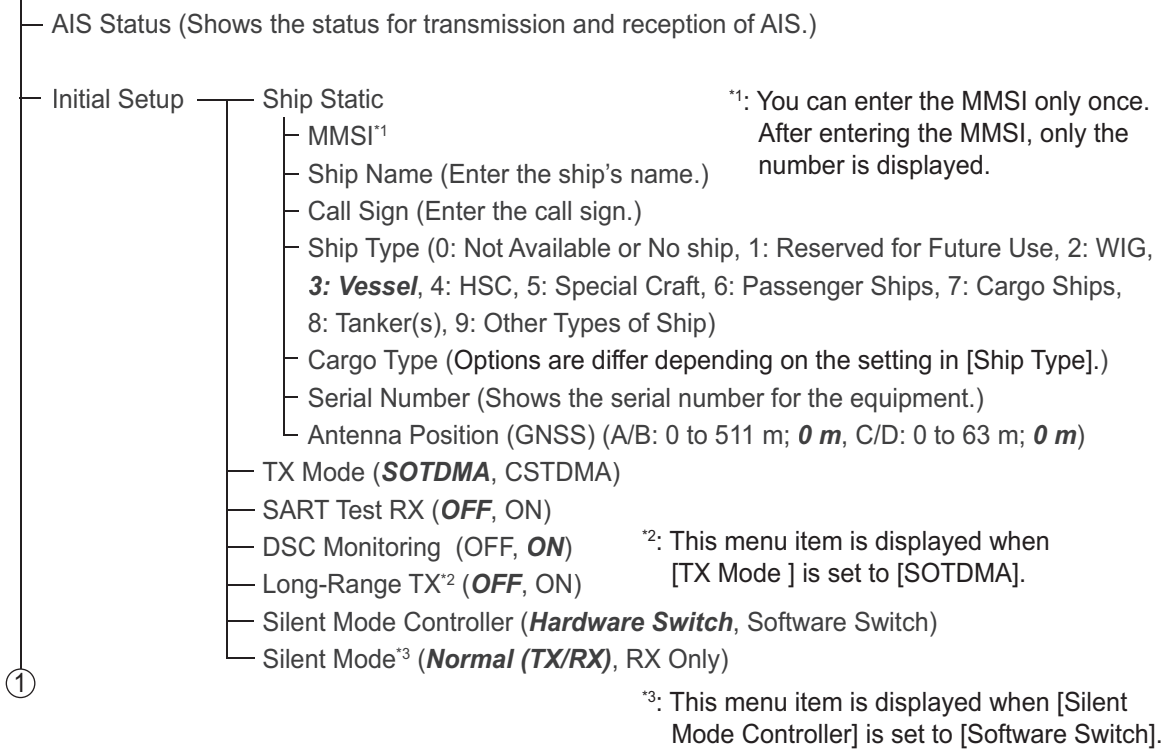 AIS Status (Shows the status for transmission and reception of AIS.)
Initial Setup
Ship Static
MMSI*1
*1: You can enter the MMSI only once.
After entering the MMSI, only the
number is displayed.
Ship Name (Enter the ship’s name.)
Call Sign (Enter the call sign.)
Ship Type (0: Not Available or No ship, 1: Reserved for Future Use, 2: WIG,
3: Vessel, 4: HSC, 5: Special Craft, 6: Passenger Ships, 7: Cargo Ships,
8: Tanker(s), 9: Other Types of Ship)
Cargo Type (Options are differ depending on the setting in [Ship Type].)
Serial Number (Shows the serial number for the equipment.)
Antenna Position (GNSS) (A/B: 0 to 511 m; 0 m, C/D: 0 to 63 m; 0 m)
TX Mode (SOTDMA, CSTDMA)
SART Test RX (OFF, ON)
DSC Monitoring (OFF, ON)
*2: This menu item is displayed when
[TX Mode ] is set to [SOTDMA].
Long-Range TX*2 (OFF, ON)
Silent Mode Controller (Hardware Switch, Software Switch)
Silent Mode*3 (Normal (TX/RX), RX Only)
1
*3: This menu item is displayed when [Silent
Mode Controller] is set to [Software Switch].